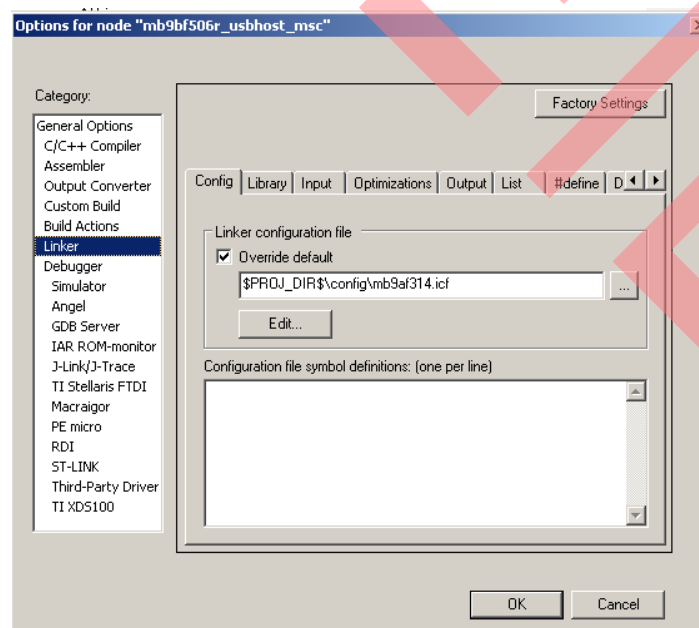 Options for node "mb9bf506r_usbhost_msc"
Category:
Factory Settings
General Options
C/C++ Compiler
Assembler
Output Converter
Custom Build
Build Actions
Linker
Debugger
Simulator
Angel
GDB Server
IAR ROM-monitor
J-Link/J-Trace
TI Stellaris FTDI
Macraigor
PE micro
RDI
ST-LINK
Third-Party Driver
TI XDS100
Config Library Input Optimizations Output List #define D
Linker configuration file
Override default
$PROJ_DIR$\config\mb9af314.icf
...
Edit...
Configuration file symbol definitions: (one per line)
OK Cancel